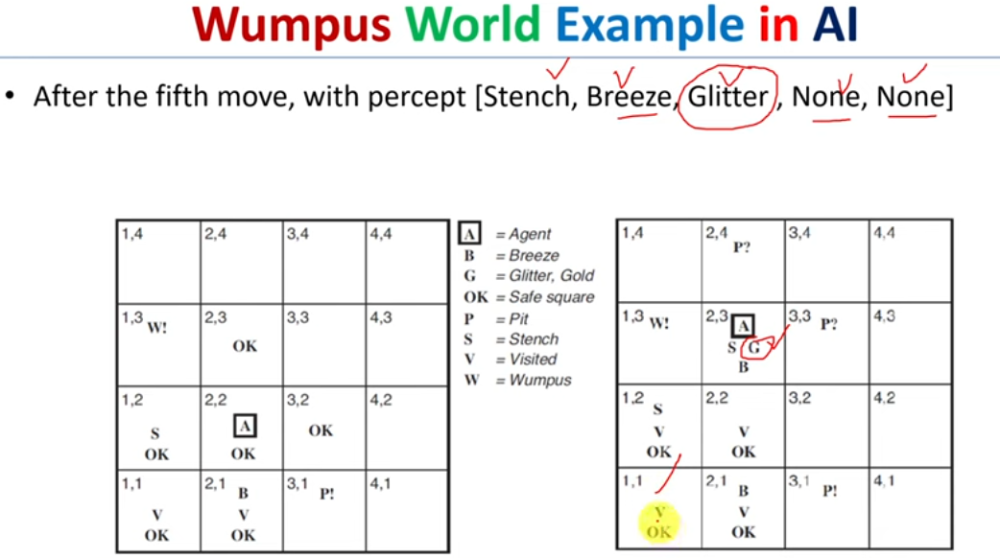 Wumpus World Example in AI
• After the fifth move, with percept [Stench, Breeze, Glitter , None, None]
1,4 2,4 3,4 4,4
1,3 W! 2,3 OK 3,3 4,3
1,2 S OK 2,2 A OK 3,2 OK 4,2
1,1 V OK 2,1 B V OK 3,1 P! 4,1
A = Agent
B = Breeze
G = Glitter, Gold
OK = Safe square
P = Pit
S = Stench
V = Visited
W = Wumpus
1,4 2,4 P? 3,4 4,4
1,3 W! 2,3 A S G B 3,3 P? 4,3
1,2 S V OK 2,2 V OK 3,2 4,2
1,1 V OK 2,1 B V OK 3,1 P! 4,1